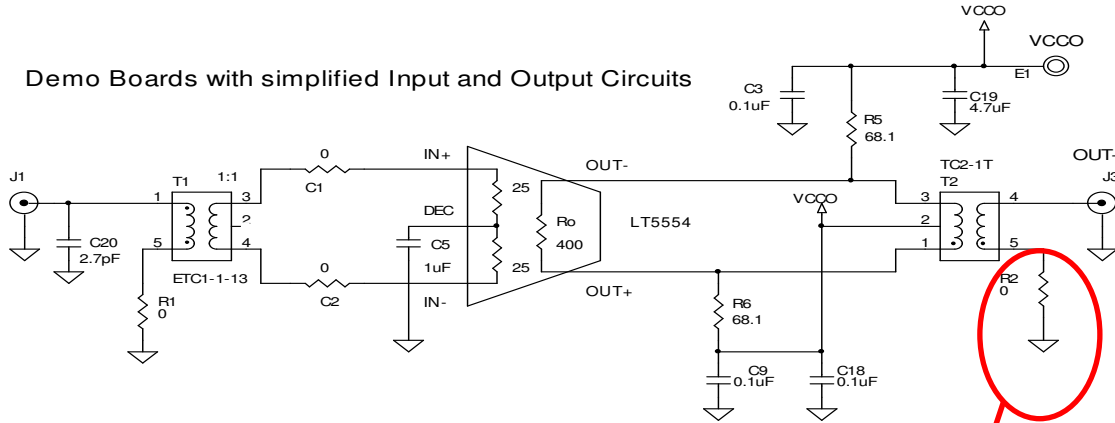 VCCO
VCCO
Demo Boards with simplified Input and Output Circuits
E1
C3
0.1uF
C19
4.7uF
R5
68.1
J1
T1
1:1
0
C1
IN+
25
OUT-
TC2-1T
T2
OUT-
J3
1
3
2
4
5
DEC
Ro
400
LT5554
VCCO
3
2
1
4
5
C20
2.7pF
ETC1-1-13
C5
1uF
25
0
C2
IN-
OUT+
R1
0
R6
68.1
R2
0
C9
0.1uF
C18
0.1uF